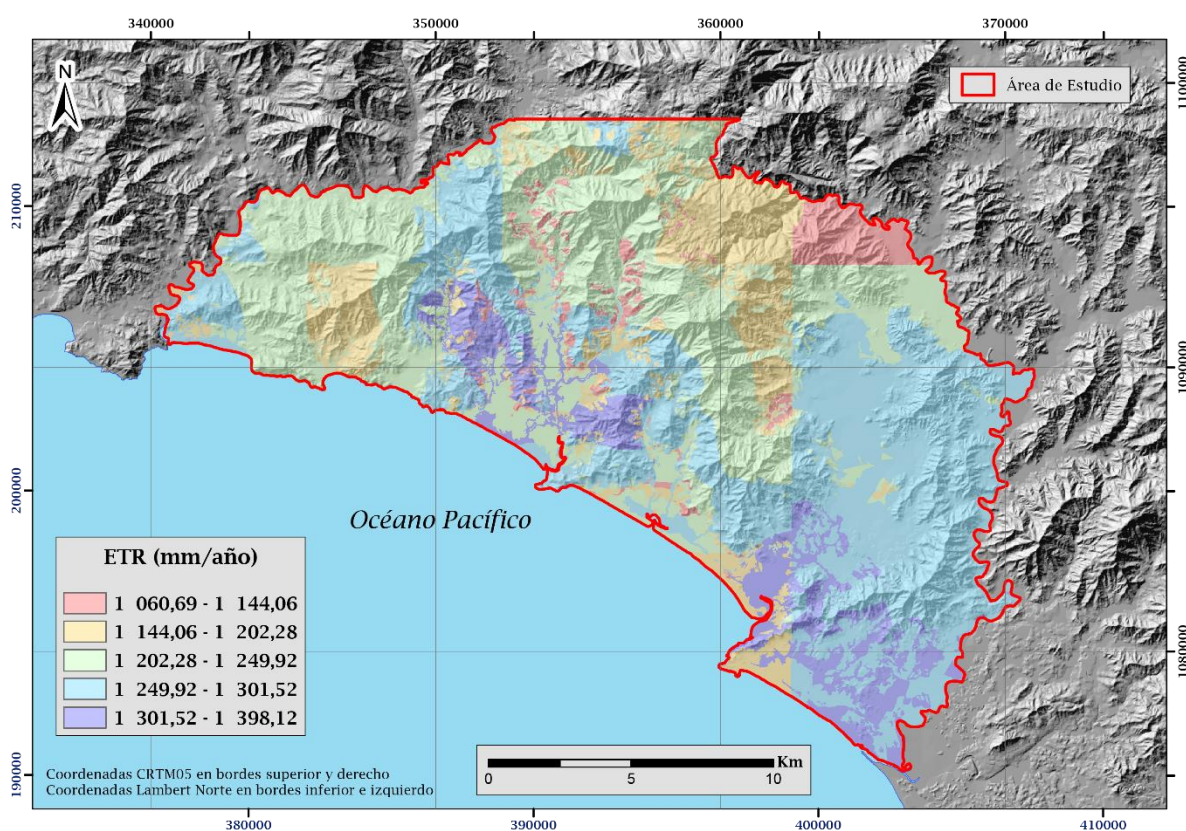 340000 350000 360000 370000
N
Área de Estudio
1100000
210000
1090000
200000
Océano Pacífico
ETR (mm/año)
1 060,69 - 1 144,06
1 144,06 - 1 202,28
1 202,28 - 1 249,92
1 249,92 - 1 301,52
1 301,52 - 1 398,12
1080000
Km
0 5 10
Coordenadas CRTM05 en bordes superior y derecho
Coordenadas Lambert Norte en bordes inferior e izquierdo
190000
380000 390000 400000 410000